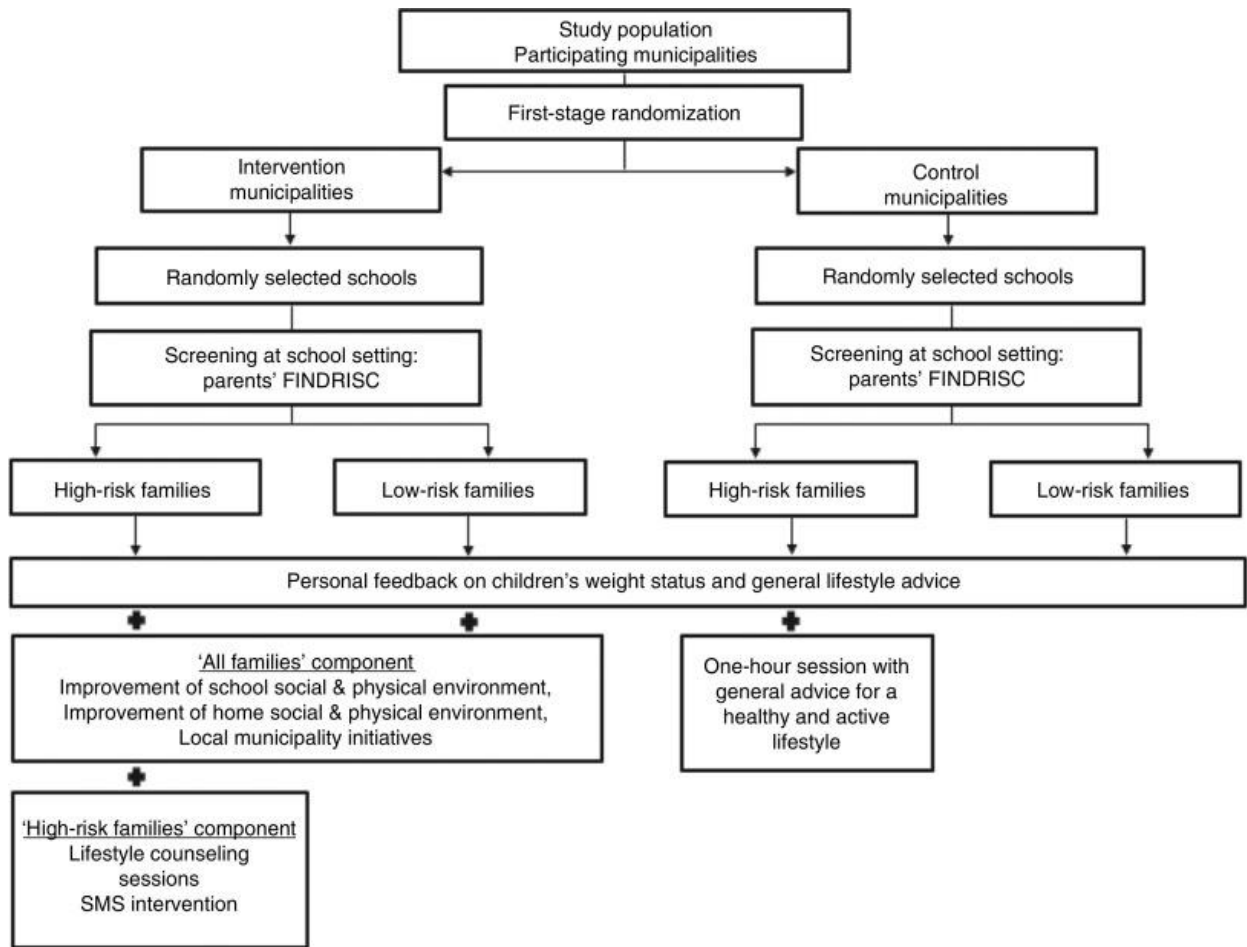 Study population
Participating municipalities
First-stage randomization
Intervention
municipalities
Control
municipalities
Randomly selected schools
Randomly selected schools
Screening at school setting:
parents’ FINDRISC
Screening at school setting:
parents’ FINDRISC
High-risk families
Low-risk families
High-risk families
Low-risk families
Personal feedback on children’s weight status and general lifestyle advice
‘All families’ component
Improvement of school social & physical environment,
Improvement of home social & physical environment,
Local municipality initiatives
One-hour session with
general advice for a
healthy and active
lifestyle
‘High-risk families’ component
Lifestyle counseling
sessions
SMS intervention